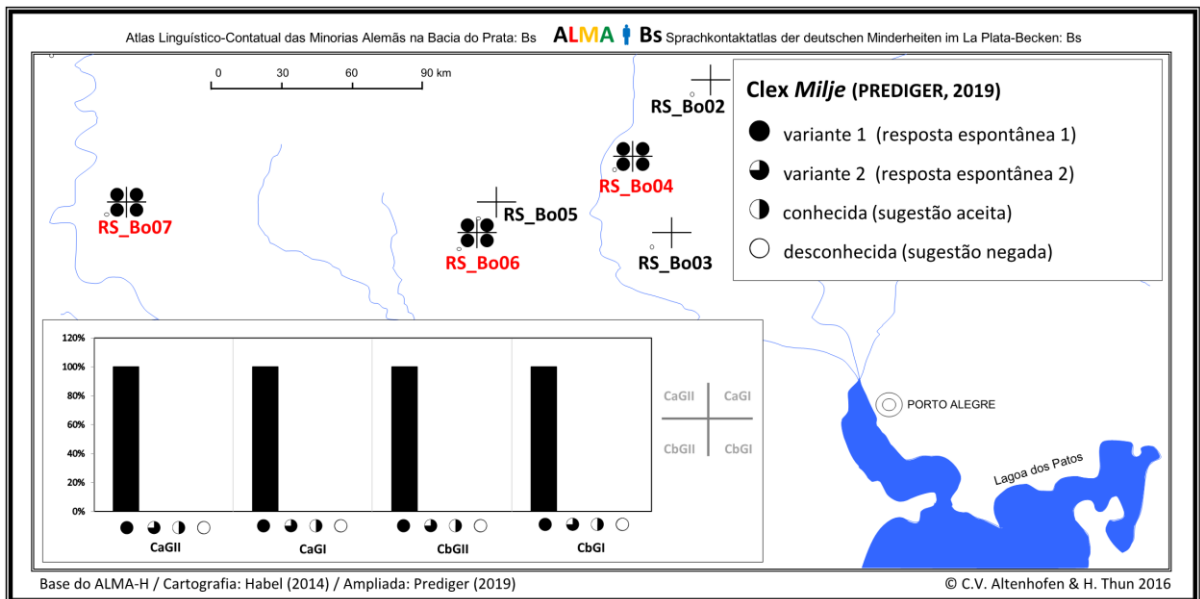 Atlas Linguístico-Contatual das Minorias Alemãs na Bacia do Prata: Bs ALMA Bs Sprachkontaktatlas der deutschen Minderheiten im La Plata-Becken: Bs
0 30 60 90 km
RS_Bo02
RS_Bo04
RS_Bo07
RS_Bo05
RS_Bo06
RS_Bo03
Clex Milje (PREDIGER, 2019)
variante 1 (resposta espontânea 1)
variante 2 (resposta espontânea 2)
conhecida (sugestão aceita)
desconhecida (sugestão negada)
120%
100%
80%
60%
40%
20%
0%
CaGII CaGI CbGII CbGI
CaGII CaGI
CbGII CbGI
PORTO ALEGRE
Lagoa dos Patos
Base do ALMA-H / Cartografia: Habel (2014) / Ampliada: Prediger (2019) © C.V. Altenhofen & H. Thun 2016